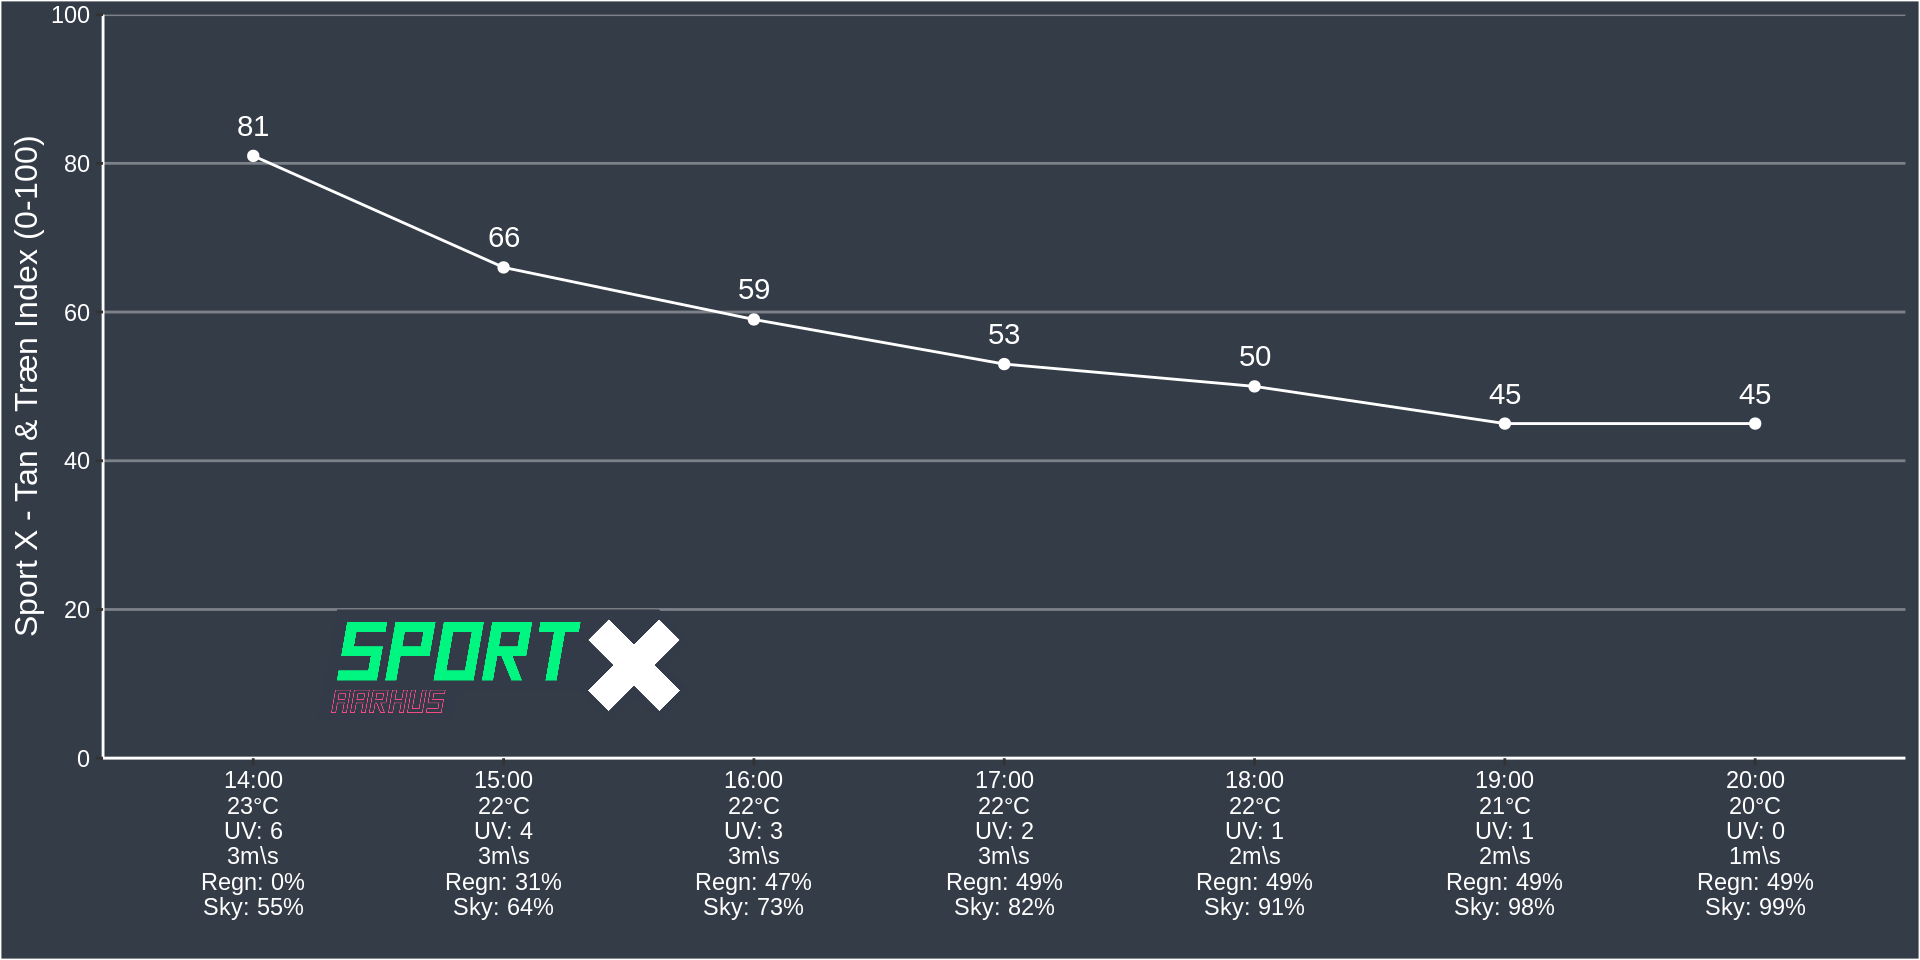 Sport X - Tan & Træn Index (0-100)
100
80
60
40
20
0
81
66
59
53
50
45
45
SPORT X
AARHUS
14:00
23°C
UV: 6
3m\s
Regn: 0%
Sky: 55%
15:00
22°C
UV: 4
3m\s
Regn: 31%
Sky: 64%
16:00
22°C
UV: 3
3m\s
Regn: 47%
Sky: 73%
17:00
22°C
UV: 2
3m\s
Regn: 49%
Sky: 82%
18:00
22°C
UV: 1
2m\s
Regn: 49%
Sky: 91%
19:00
21°C
UV: 1
2m\s
Regn: 49%
Sky: 98%
20:00
20°C
UV: 0
1m\s
Regn: 49%
Sky: 99%